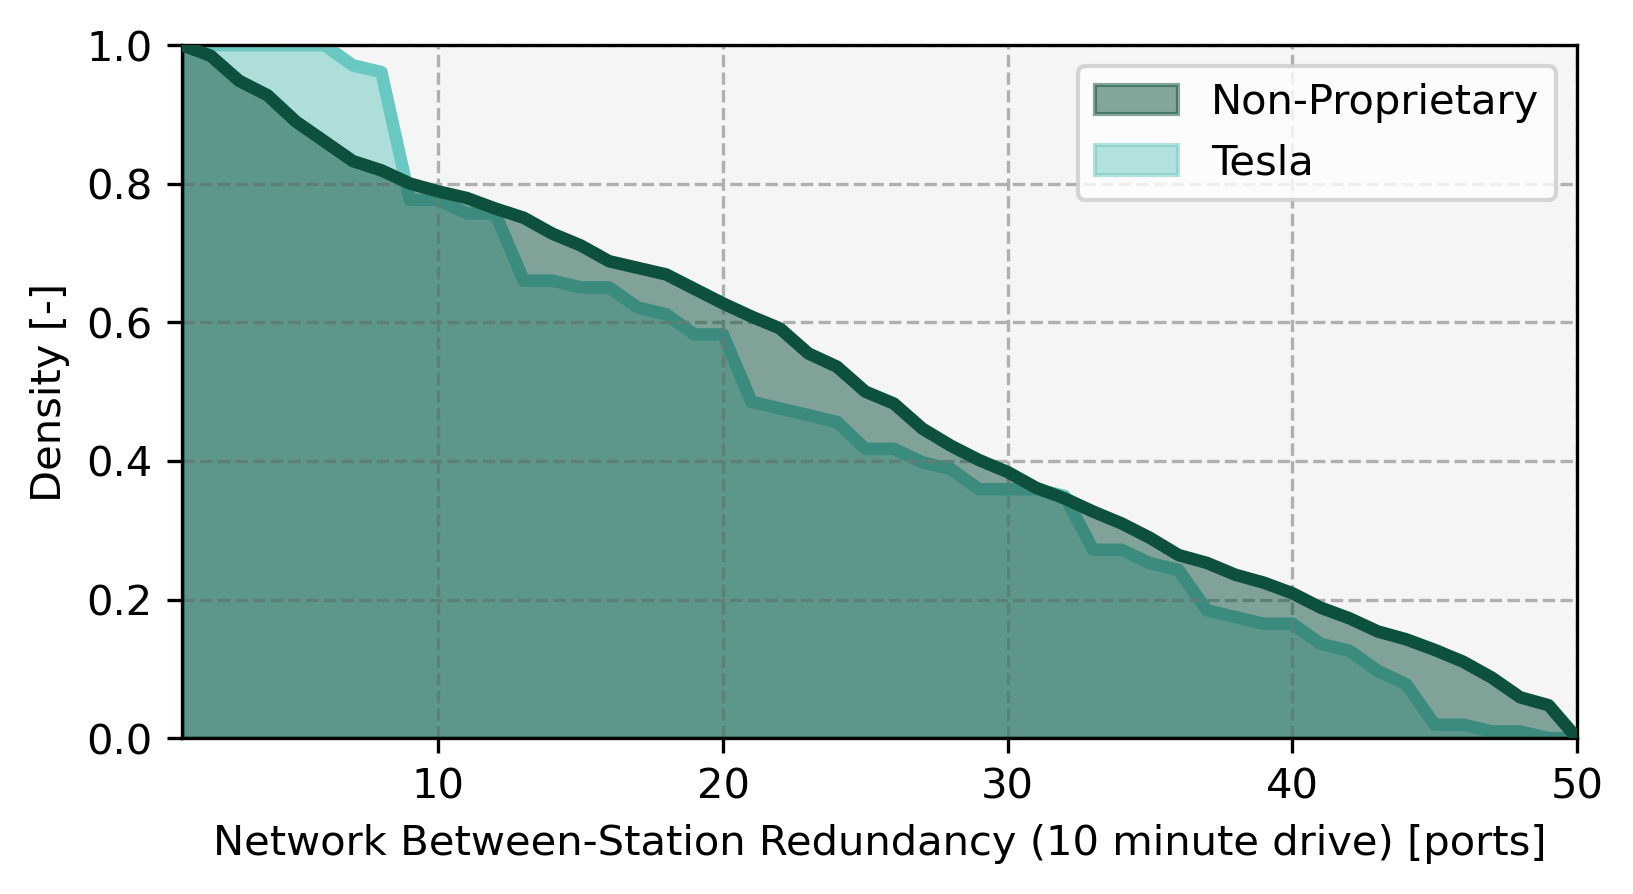 1.0
0.8
0.6
0.4
0.2
0.0
Density [-]
Non-Proprietary
Tesla
10 20 30 40 50
Network Between-Station Redundancy (10 minute drive) [ports]